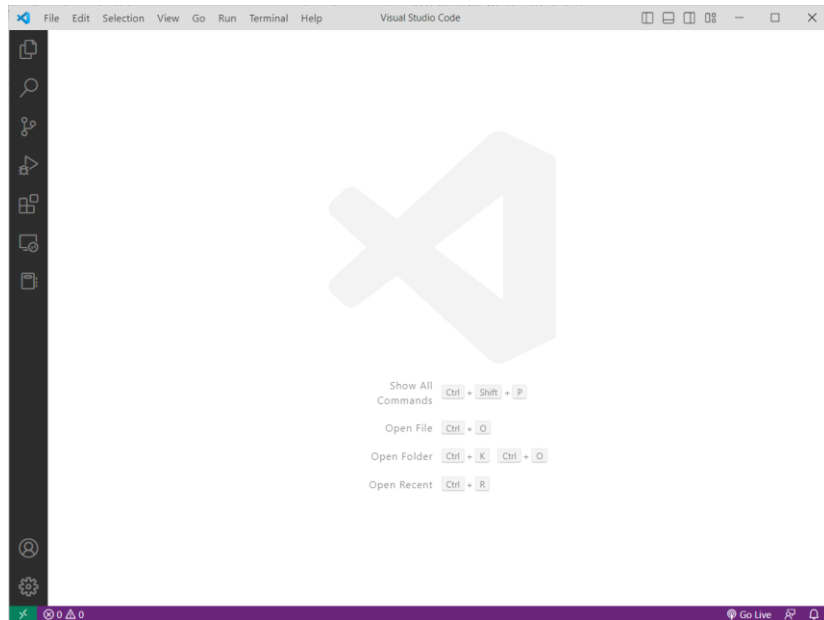 File Edit Selection View Go Run Terminal Help Visual Studio Code
Show All
Commands Ctrl + Shift + P
Open File Ctrl + O
Open Folder Ctrl + K Ctrl + O
Open Recent Ctrl + R
0 0 Go Live